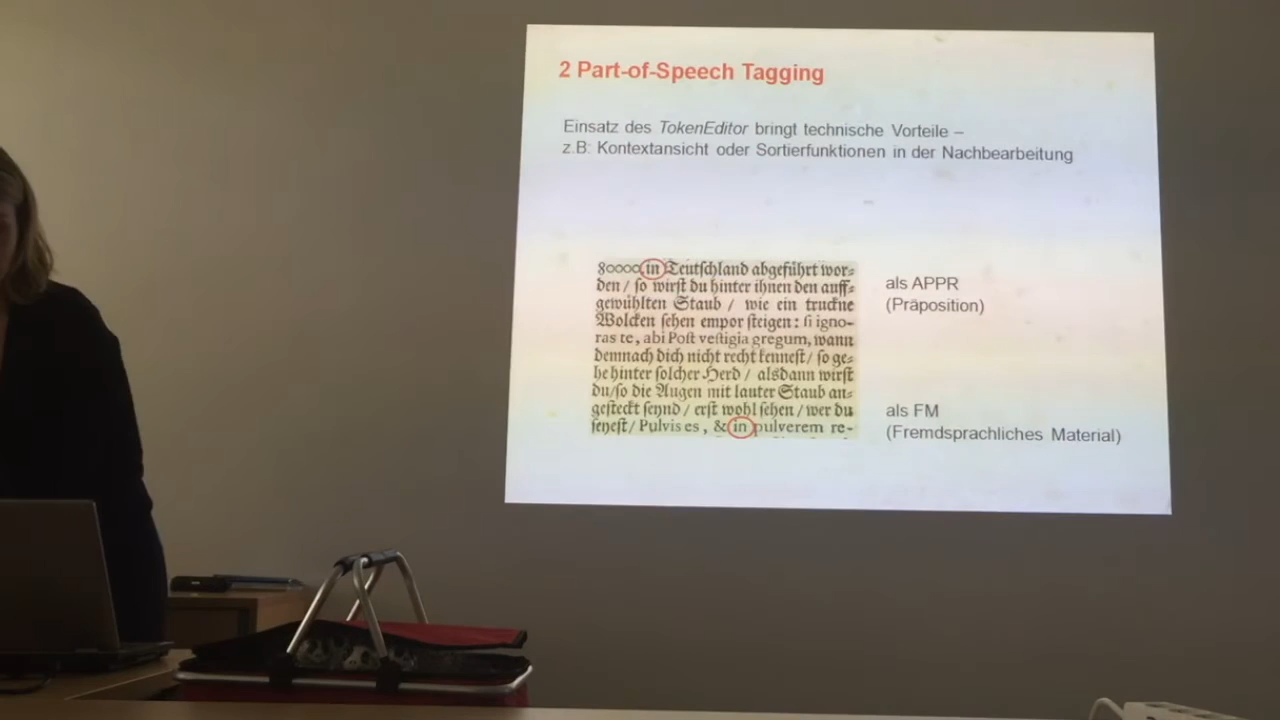 2 Part-of-Speech Tagging
Einsatz des TokenEditor bringt technische Vorteile –
z.B: Kontextansicht oder Sortierfunktionen in der Nachbearbeitung
80000 in Teutſchland abgeführt wor⸗
den / ſo wirſt du hinter ihnen den auff⸗
gewühlten Staub / wie ein truckne
Wolcken ſehen empor ſteigen: ſi igno-
ras te, abi Poſt veſtigia gregum, wann
demnach dich nicht recht kenneſt / ſo ge⸗
he hinter ſolcher Herd / alsdann wirſt
du/ſo die Augen mit lauter Staub an⸗
geſteckt ſeynd / erſt wohl ſehen / wer du
ſeyeſt / Pulvis es, & in pulverem re-
als APPR
(Präposition)
als FM
(Fremdsprachliches Material)